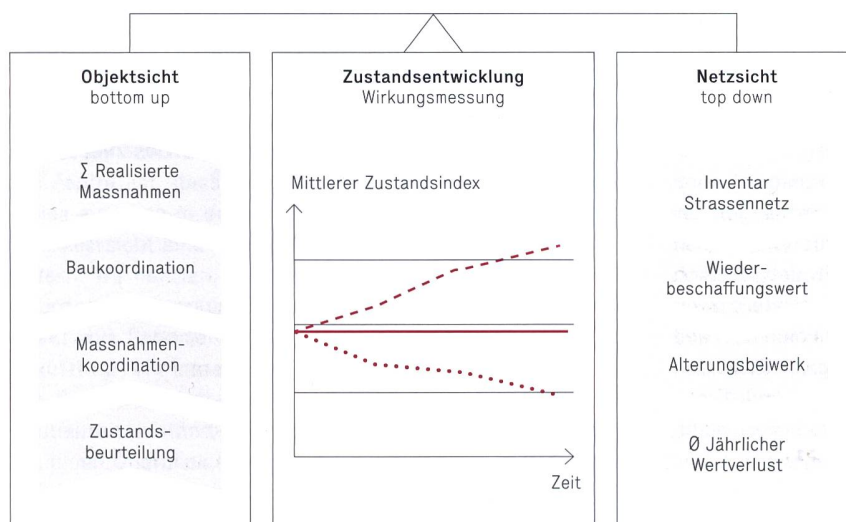 Objektsicht
bottom up
∑ Realisierte
Massnahmen
Baukoordination
Massnahmen-
koordination
Zustands-
beurteilung
Zustandsentwicklung
Wirkungsmessung
Mittlerer Zustandsindex
Zeit
Netzsicht
top down
Inventar
Strassennetz
Wieder-
beschaffungswert
Alterungsbeiwerk
Ø Jährlicher
Wertverlust